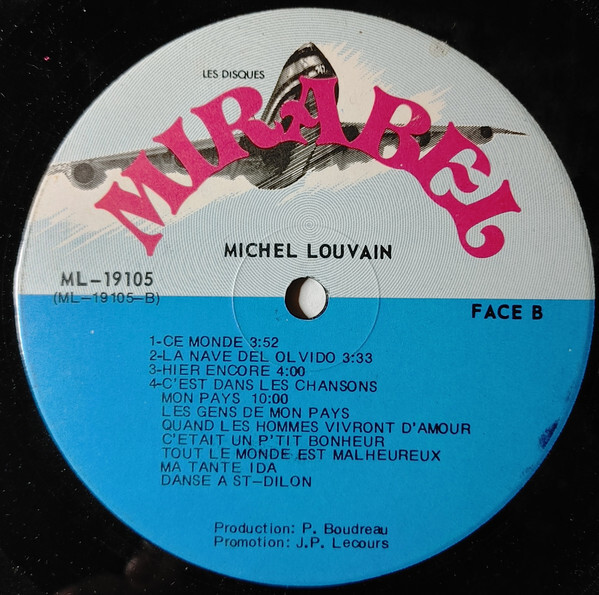 LES DISQUES
MIRABEL
MICHEL LOUVAIN
ML-19105
(ML-19105-B)
FACE B
1-CE MONDE 3:52
2-LA NAVE DEL OLVIDO 3:33
3-HIER ENCORE 4:00
4-C'EST DANS LES CHANSONS
MON PAYS 10:00
LES GENS DE MON PAYS
QUAND LES HOMMES VIVRONT D'AMOUR
C'ETAIT UN P'TIT BONHEUR
TOUT LE MONDE EST MALHEUREUX
MA TANTE IDA
DANSE A ST-DILON
Production: P. Boudreau
Promotion: J.P. Lecours